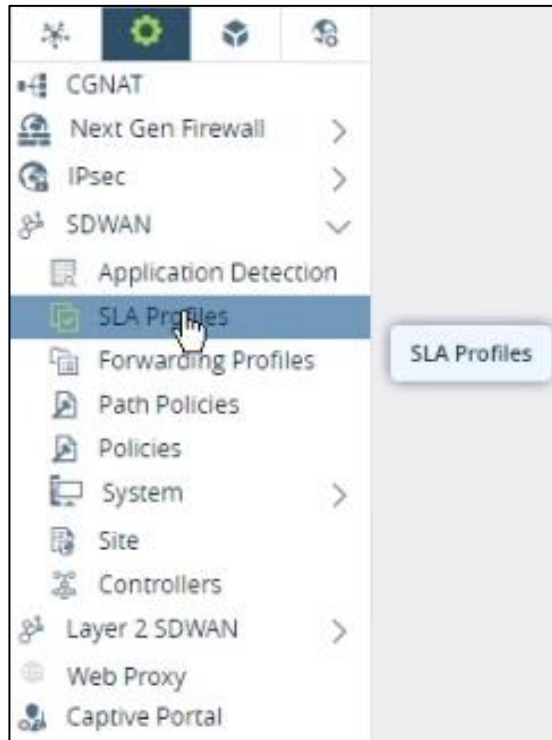 CGNAT
Next Gen Firewall
IPsec
SDWAN
Application Detection
SLA Profiles
SLA Profiles
Forwarding Profiles
Path Policies
Policies
System
Site
Controllers
Layer 2 SDWAN
Web Proxy
Captive Portal